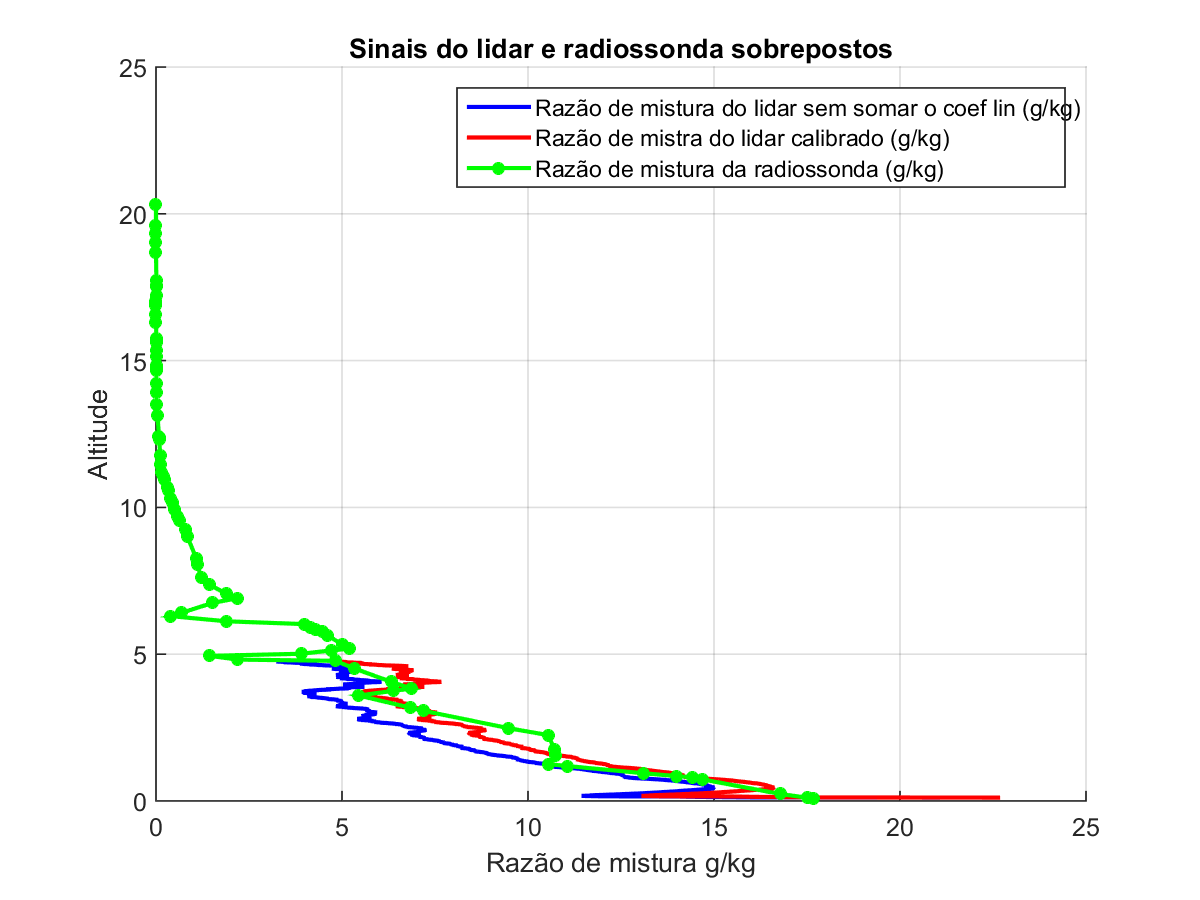 Sinais do lidar e radiossonda sobrepostos
25
Razão de mistura do lidar sem somar o coef lin (g/kg)
Razão de mistra do lidar calibrado (g/kg)
Razão de mistura da radiossonda (g/kg)
20
15
Altitude
10
5
0
0 5 10 15 20 25
Razão de mistura g/kg